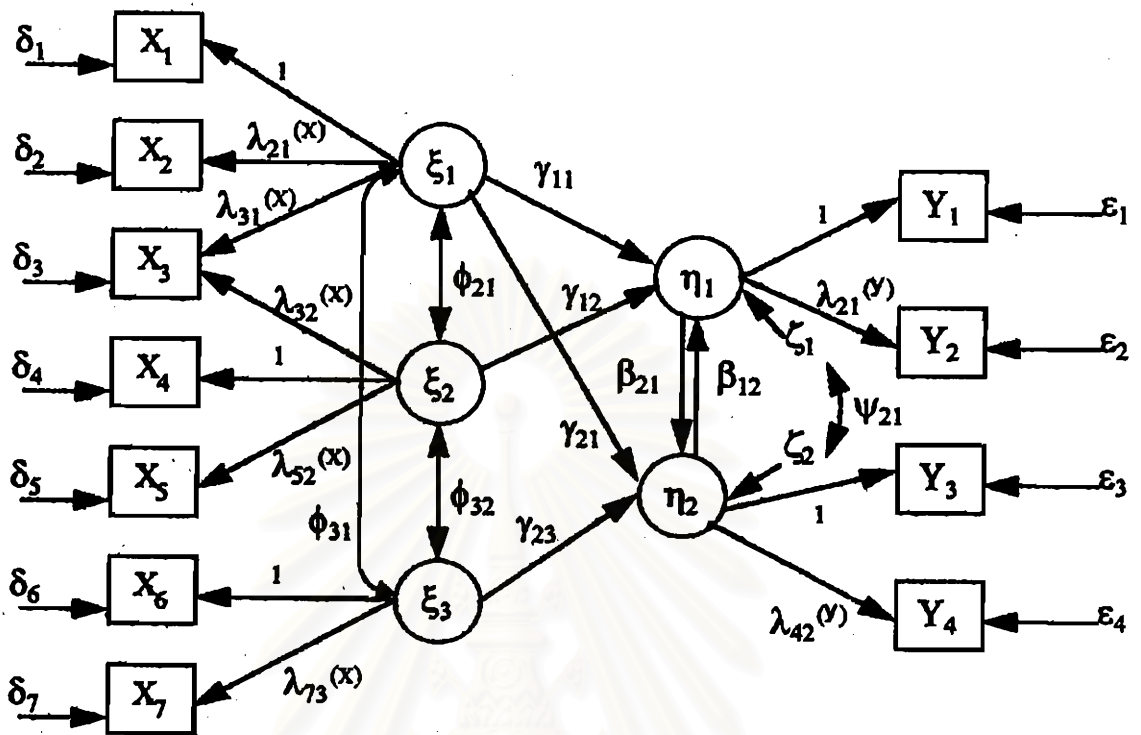 δ₁
X₁
1
δ₂
X₂
λ₂₁⁽ˣ⁾
ξ₁
γ₁₁
λ₃₁⁽ˣ⁾
1
Y₁
ε₁
δ₃
X₃
λ₃₂⁽ˣ⁾
ϕ₂₁
γ₁₂
η₁
λ₂₁⁽ʸ⁾
ζ₁
Y₂
ε₂
δ₄
X₄
1
ξ₂
β₂₁
β₁₂
ψ₂₁
γ₂₁
ζ₂
δ₅
X₅
λ₅₂⁽ˣ⁾
ϕ₃₁
ϕ₃₂
γ₂₃
η₂
1
Y₃
ε₃
δ₆
X₆
1
ξ₃
λ₄₂⁽ʸ⁾
Y₄
ε₄
δ₇
X₇
λ₇₃⁽ˣ⁾